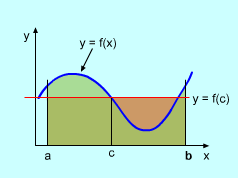 y
y = f(x)
y = f(c)
a
c
b
x